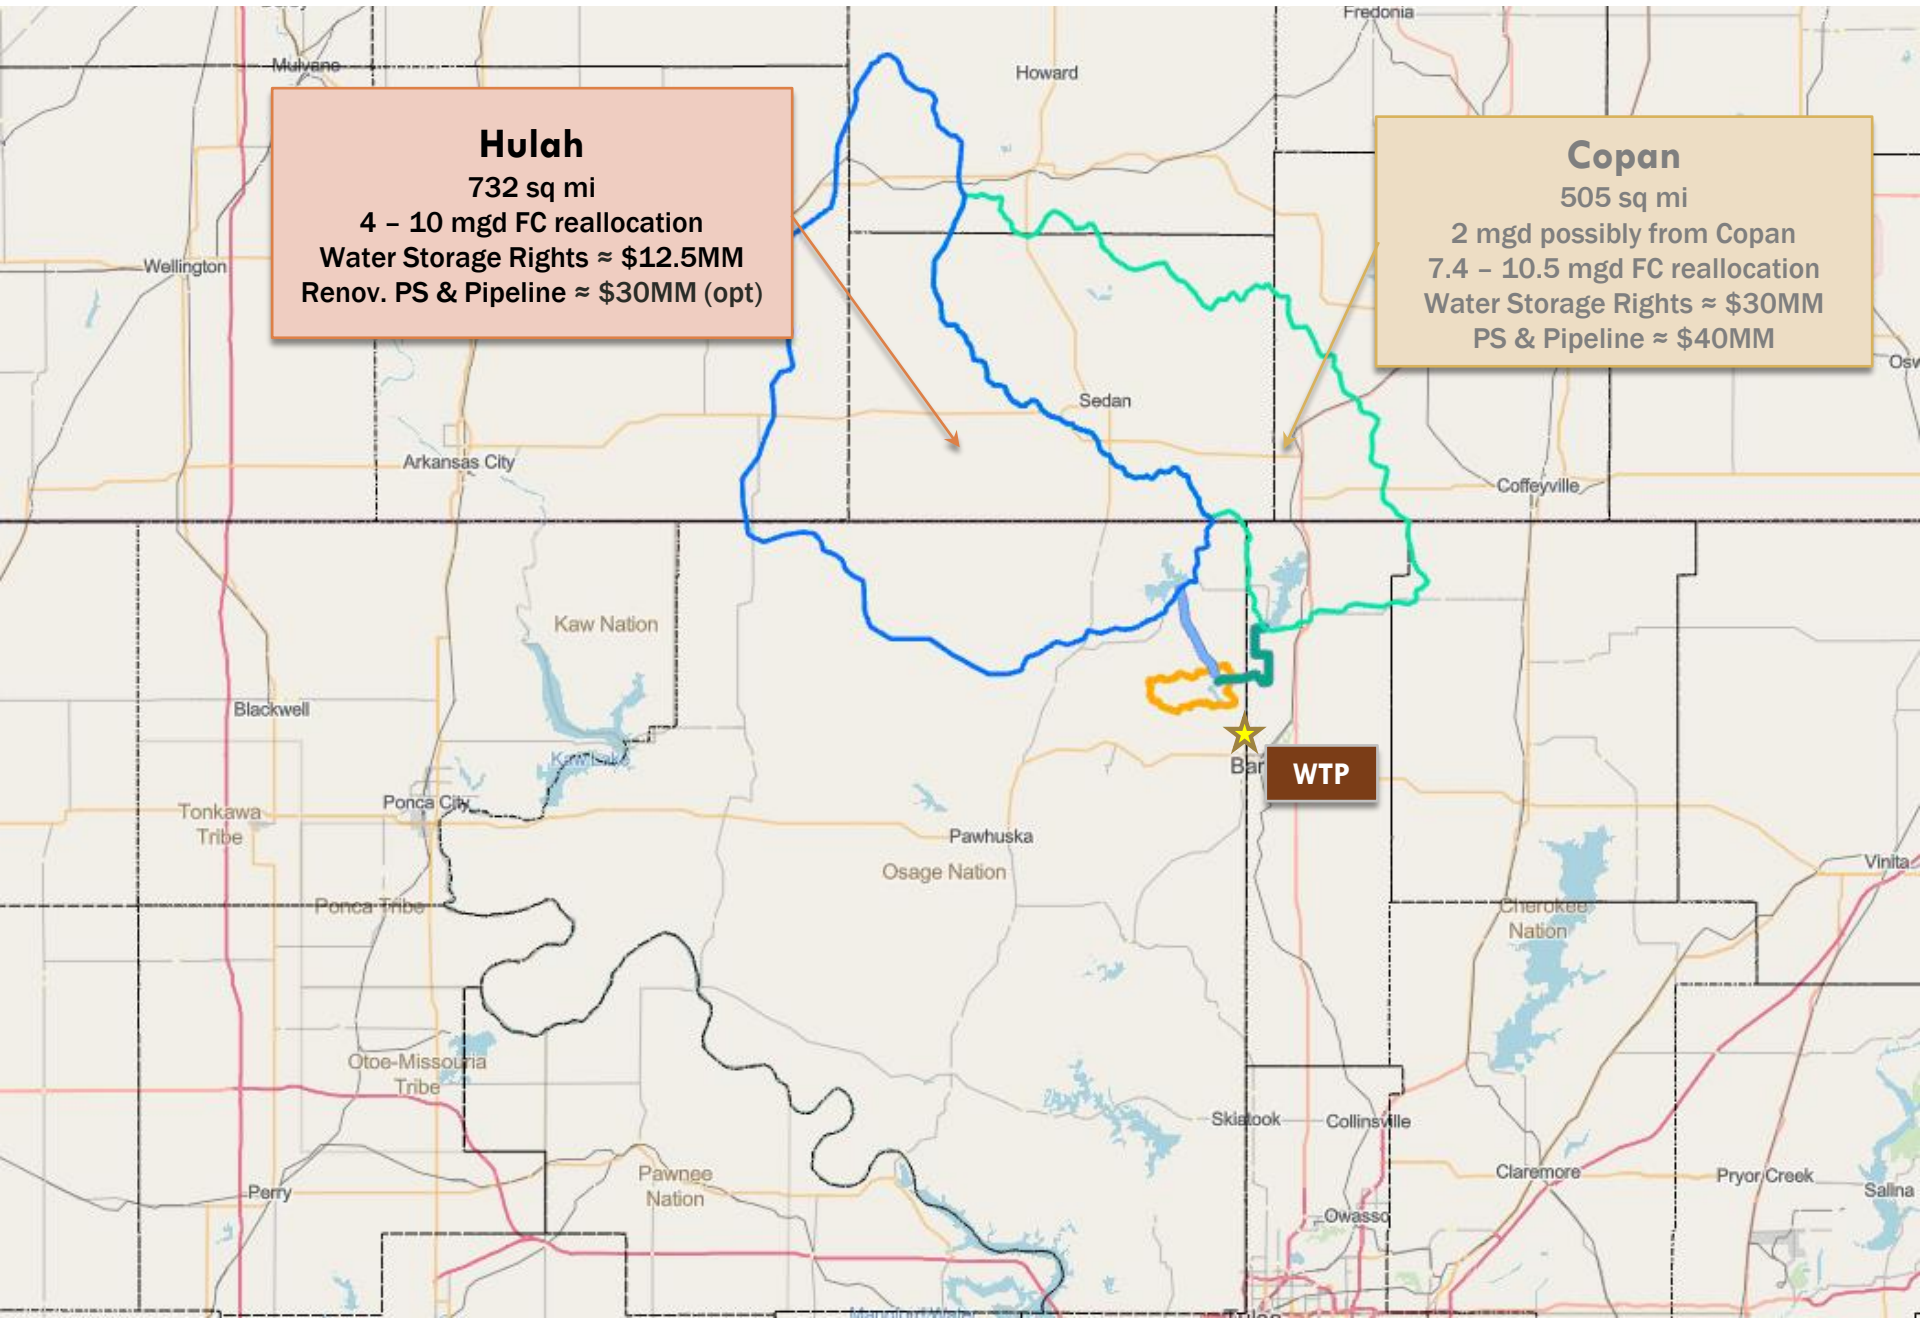 Fredonia
Mulvane
Howard
Hulah
732 sq mi
4 – 10 mgd FC reallocation
Water Storage Rights ≈ $12.5MM
Renov. PS & Pipeline ≈ $30MM (opt)
Copan
505 sq mi
2 mgd possibly from Copan
7.4 – 10.5 mgd FC reallocation
Water Storage Rights ≈ $30MM
PS & Pipeline ≈ $40MM
Wellington
Osw
Sedan
Arkansas City
Coffeyville
Kaw Nation
Blackwell
Kaw Lake
Bar
WTP
Ponca City
Tonkawa
Tribe
Pawhuska
Osage Nation
Vinita
Ponca Tribe
Cherokee
Nation
Otoe-Missouria
Tribe
Skiatook
Collinsville
Pawnee
Nation
Claremore
Pryor Creek
Perry
Salina
Owasso